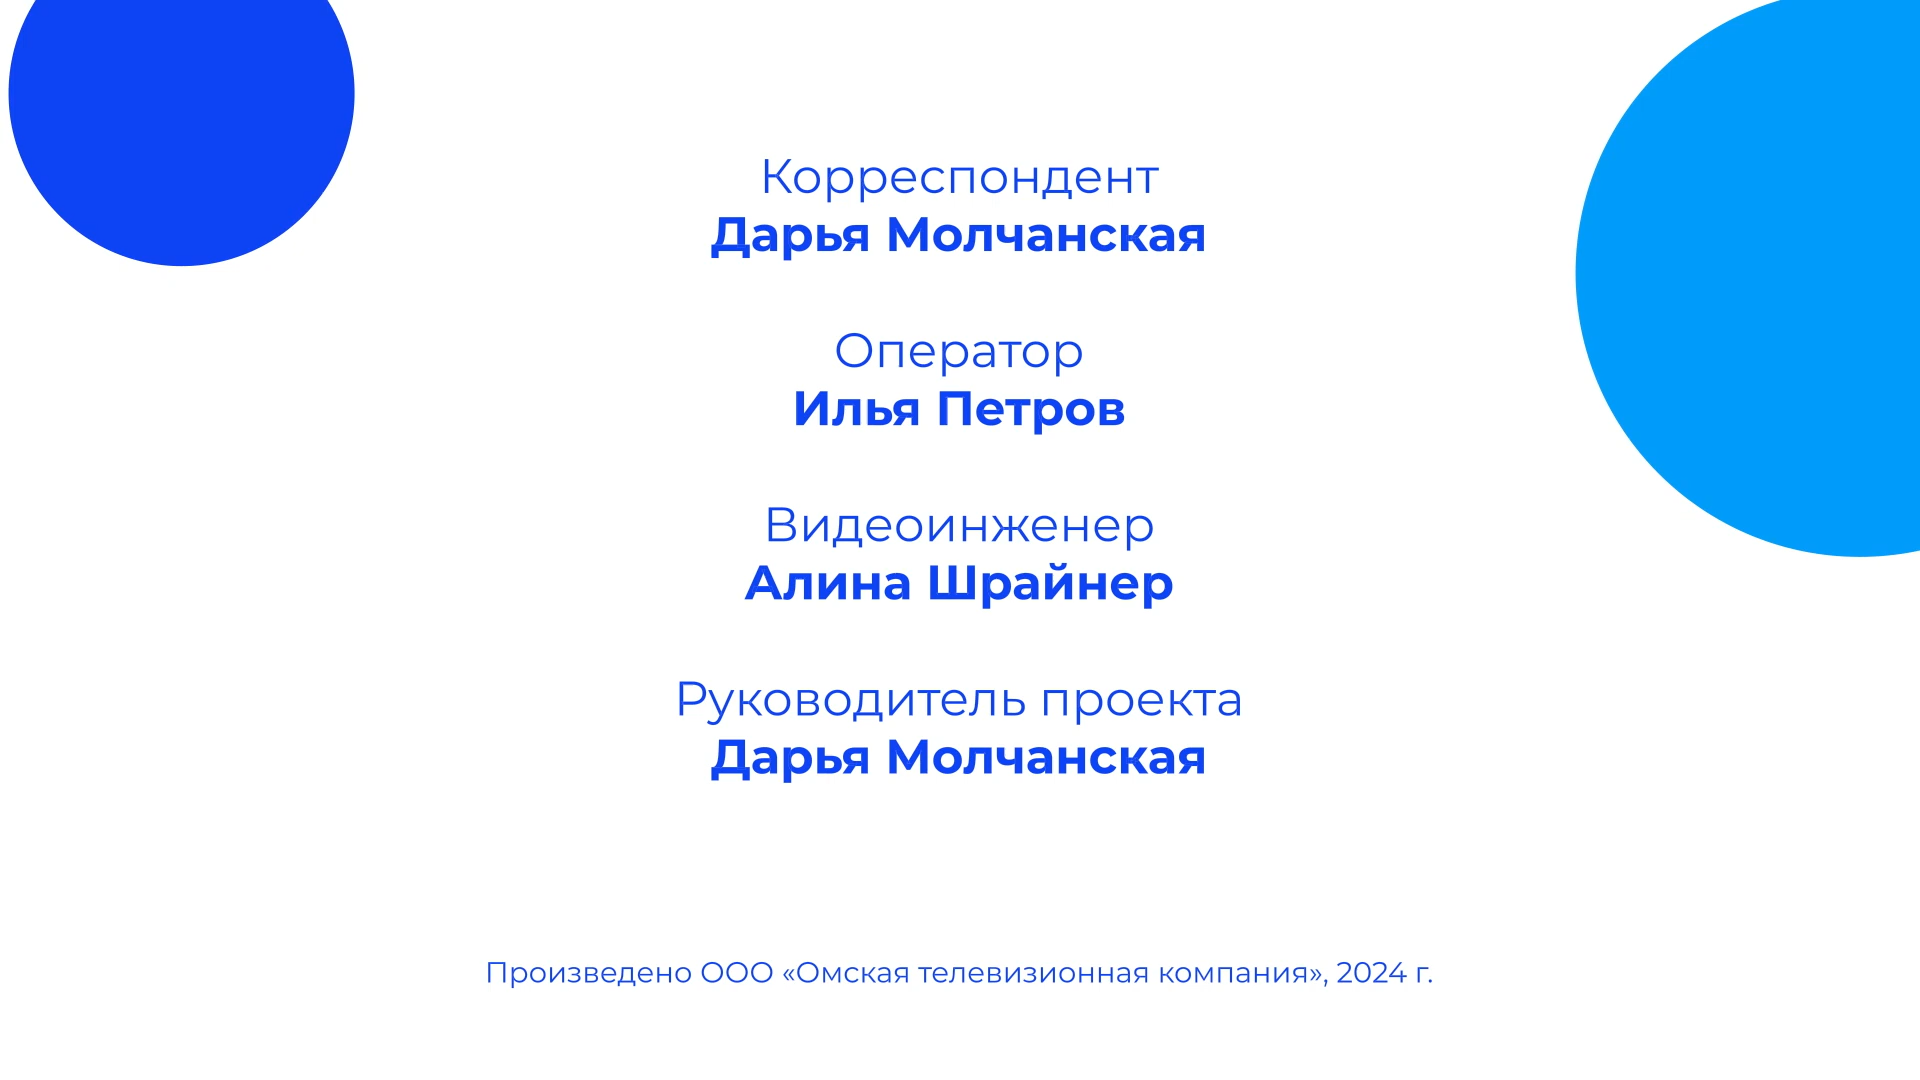 Корреспондент
Дарья Молчанская
Оператор
Илья Петров
Видеоинженер
Алина Шрайнер
Руководитель проекта
Дарья Молчанская
Произведено ООО «Омская телевизионная компания», 2024 г.